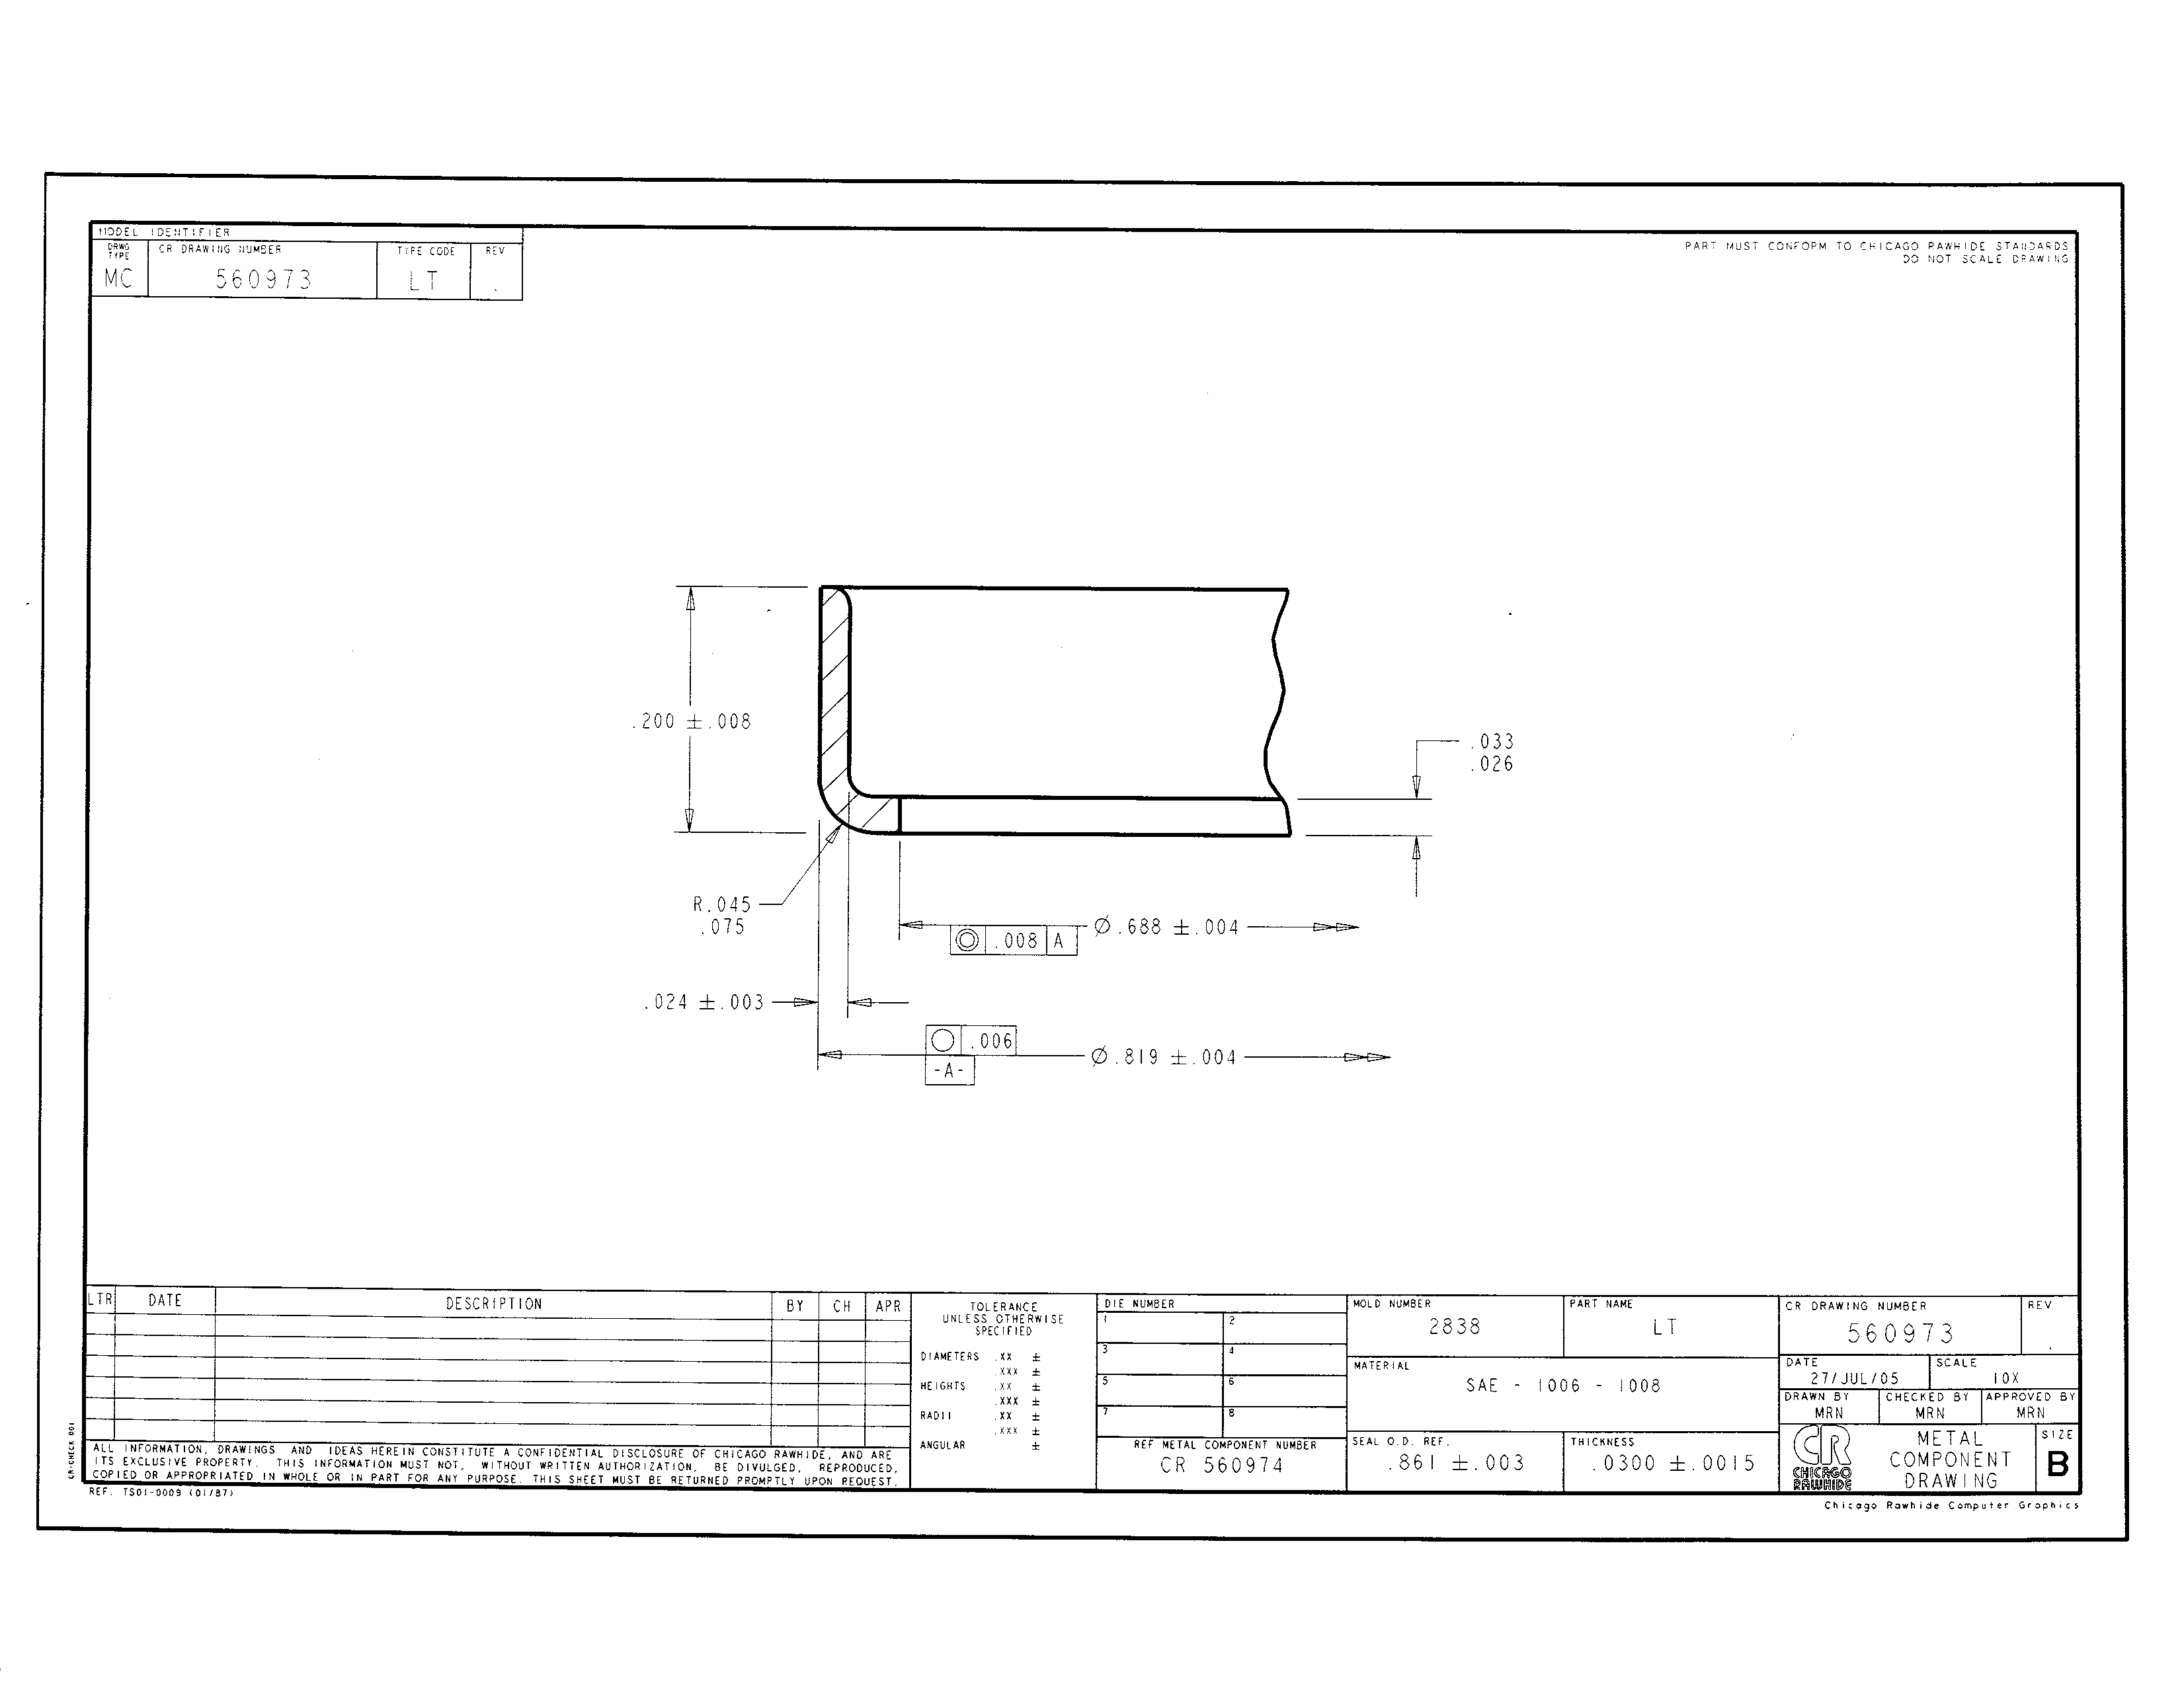 MODEL IDENTIFIER
DRWG TYPE CR DRAWING NUMBER TYPE CODE REV
MC 560973 LT .
PART MUST CONFORM TO CHICAGO RAWHIDE STANDARDS
DO NOT SCALE DRAWING
.200 ±.008
.033
.026
R.045
.075
Ø.688 ±.004
◎ .008 A
.024 ±.003
○ .006
Ø.819 ±.004
-A-
LTR DATE DESCRIPTION BY CH APR
TOLERANCE
UNLESS OTHERWISE
SPECIFIED
DIAMETERS .XX ±
.XXX ±
HEIGHTS .XX ±
.XXX ±
RADII .XX ±
.XXX ±
ANGULAR ±
DIE NUMBER
1 2
3 4
5 6
7 8
REF METAL COMPONENT NUMBER
CR 560974
MOLD NUMBER
2838
PART NAME
LT
MATERIAL
SAE - 1006 - 1008
SEAL O.D. REF.
.861 ±.003
THICKNESS
.0300 ±.0015
CR DRAWING NUMBER REV
560973 .
DATE SCALE
27/JUL/05 10X
DRAWN BY CHECKED BY APPROVED BY
MRN MRN MRN
CR
CHICAGO
RAWHIDE
METAL
COMPONENT
DRAWING
SIZE
B
ALL INFORMATION, DRAWINGS AND IDEAS HEREIN CONSTITUTE A CONFIDENTIAL DISCLOSURE OF CHICAGO RAWHIDE, AND ARE
ITS EXCLUSIVE PROPERTY. THIS INFORMATION MUST NOT, WITHOUT WRITTEN AUTHORIZATION, BE DIVULGED, REPRODUCED,
COPIED OR APPROPRIATED IN WHOLE OR IN PART FOR ANY PURPOSE. THIS SHEET MUST BE RETURNED PROMPTLY UPON REQUEST.
REF. TS01-0009 (01/87)
CR-CHECK 001
Chicago Rawhide Computer Graphics